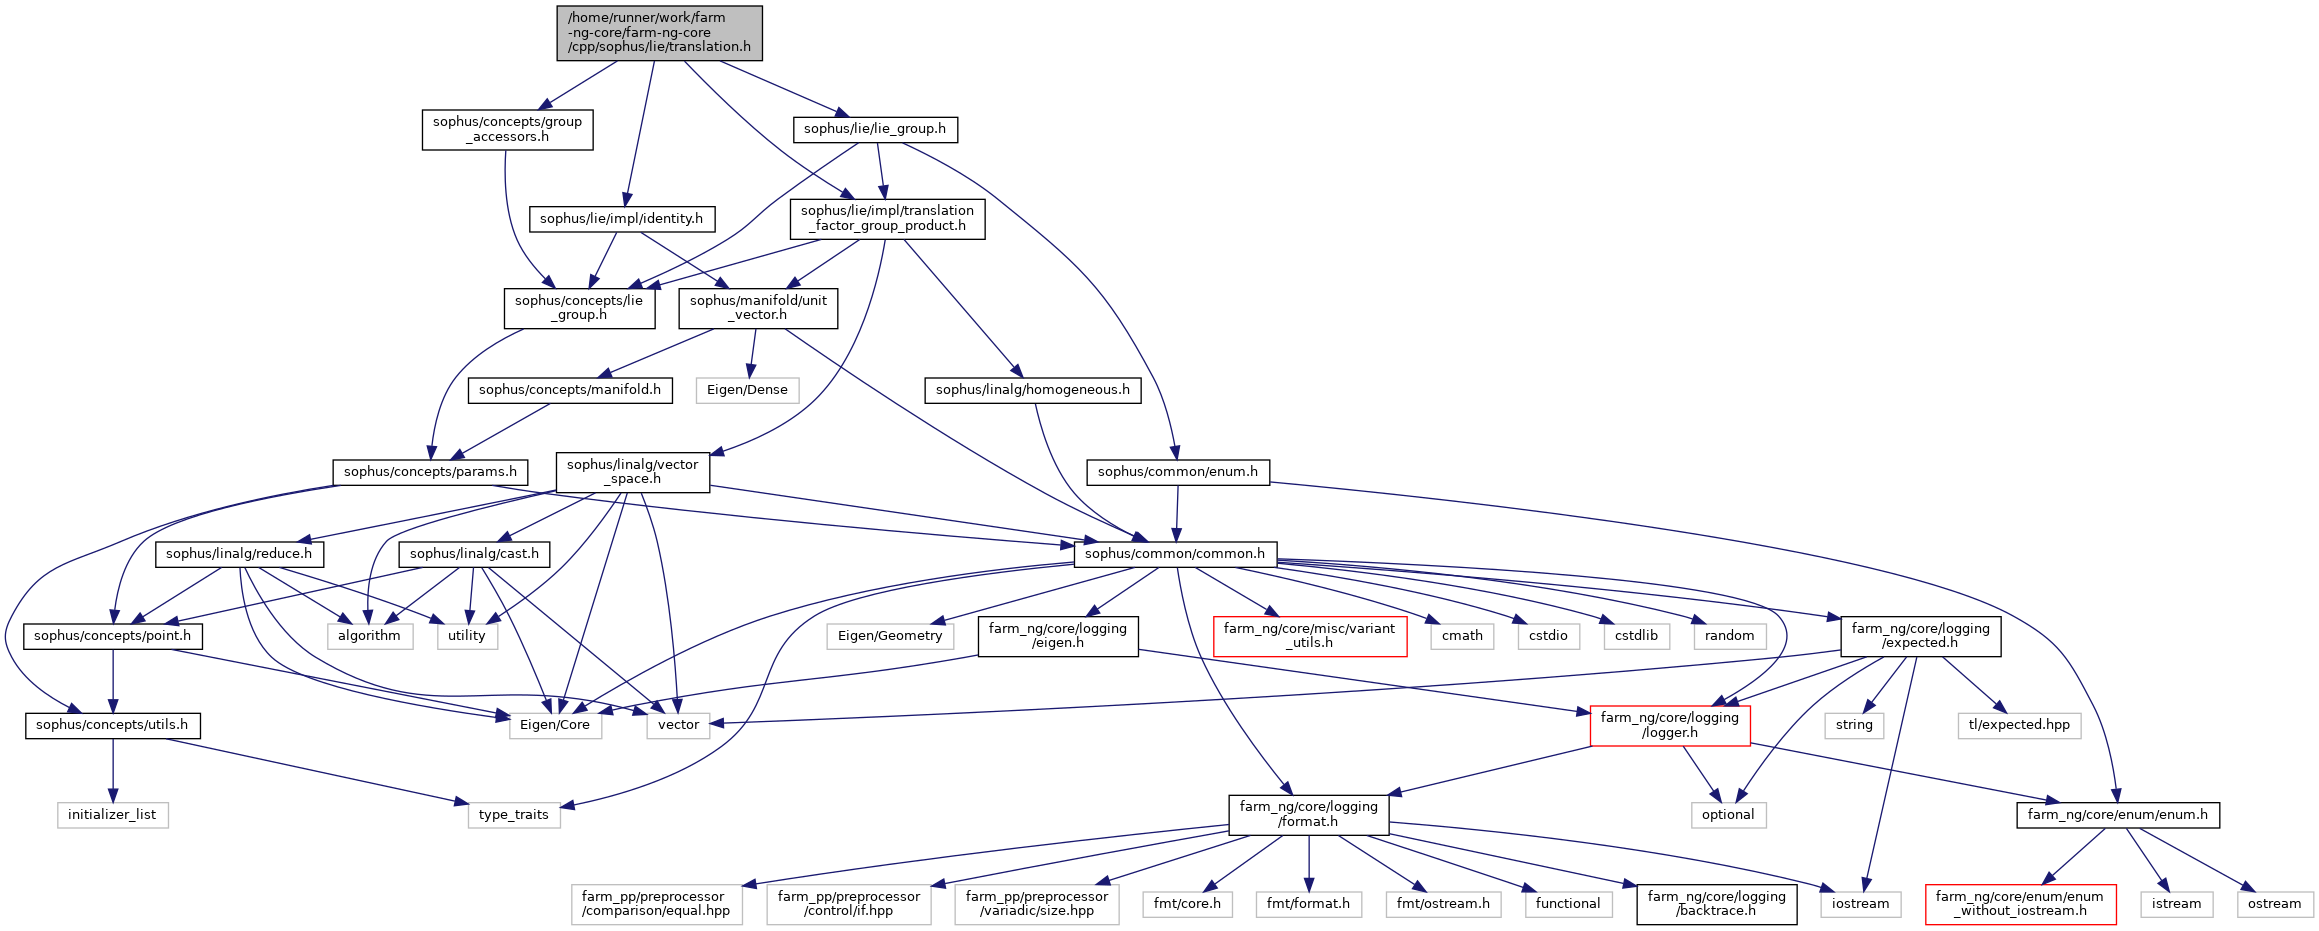 /home/runner/work/farm
-ng-core/farm-ng-core
/cpp/sophus/lie/translation.h
sophus/concepts/group
_accessors.h
sophus/lie/lie_group.h
sophus/lie/impl/identity.h
sophus/lie/impl/translation
_factor_group_product.h
sophus/concepts/lie
_group.h
sophus/manifold/unit
_vector.h
sophus/concepts/manifold.h
Eigen/Dense
sophus/linalg/homogeneous.h
sophus/concepts/params.h
sophus/linalg/vector
_space.h
sophus/common/enum.h
sophus/linalg/reduce.h
sophus/linalg/cast.h
sophus/common/common.h
sophus/concepts/point.h
algorithm
utility
Eigen/Geometry
farm_ng/core/logging
/eigen.h
farm_ng/core/misc/variant
_utils.h
cmath
cstdio
cstdlib
random
farm_ng/core/logging
/expected.h
sophus/concepts/utils.h
Eigen/Core
vector
farm_ng/core/logging
/logger.h
string
tl/expected.hpp
initializer_list
type_traits
farm_ng/core/logging
/format.h
optional
farm_ng/core/enum/enum.h
farm_pp/preprocessor
/comparison/equal.hpp
farm_pp/preprocessor
/control/if.hpp
farm_pp/preprocessor
/variadic/size.hpp
fmt/core.h
fmt/format.h
fmt/ostream.h
functional
farm_ng/core/logging
/backtrace.h
iostream
farm_ng/core/enum/enum
_without_iostream.h
istream
ostream